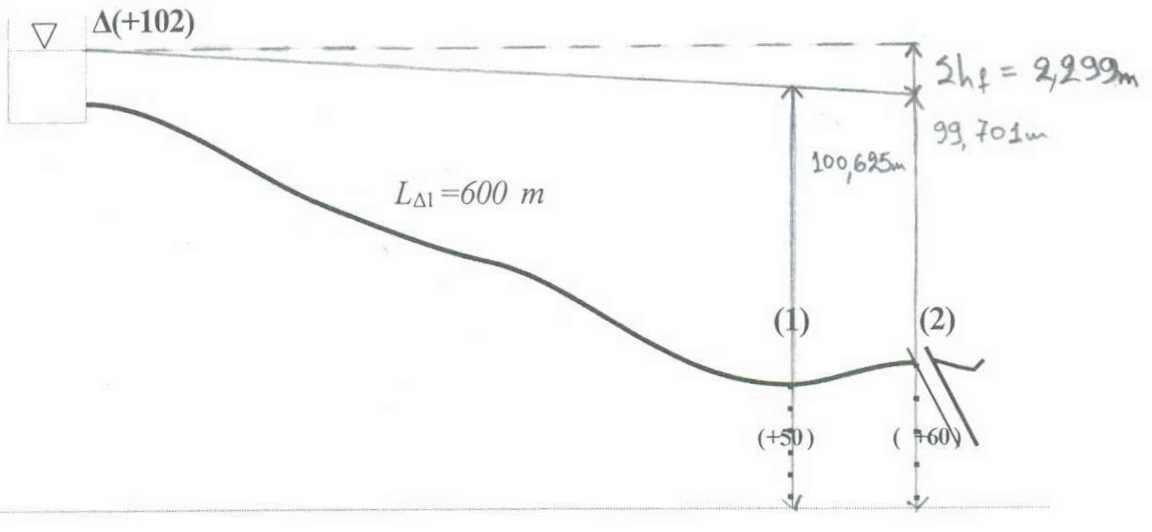 Δ(+102)
Σhf = 2,299m
99,701m
100,625m
LΔ1=600 m
(1)
(2)
(+50)
( +60)